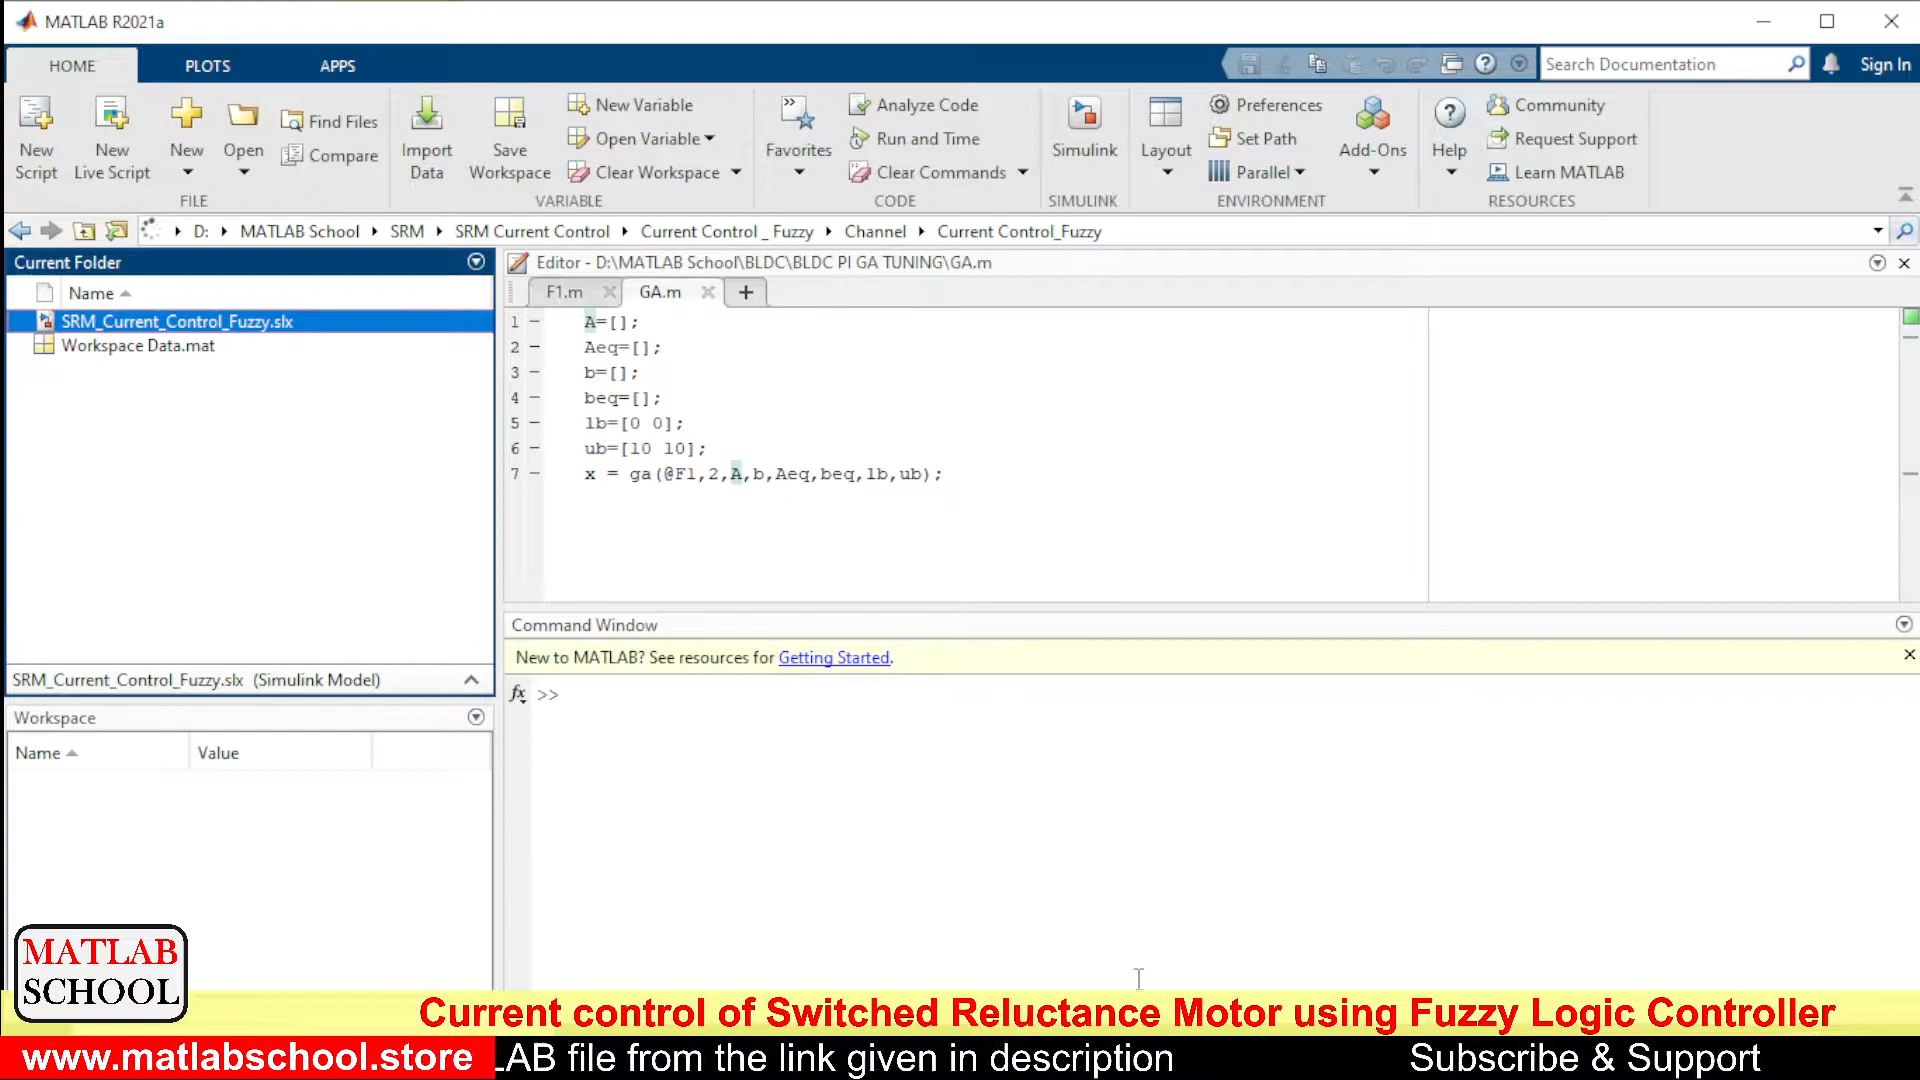 MATLAB R2021a
HOME PLOTS APPS
Search Documentation
Sign In
New Script
New Live Script
New
Open
Find Files
Compare
FILE
Import Data
Save Workspace
New Variable
Open Variable
Clear Workspace
VARIABLE
Favorites
Analyze Code
Run and Time
Clear Commands
CODE
Simulink
SIMULINK
Layout
Preferences
Set Path
Parallel
Add-Ons
ENVIRONMENT
Help
Community
Request Support
Learn MATLAB
RESOURCES
D: MATLAB School SRM SRM Current Control Current Control _ Fuzzy Channel Current Control_Fuzzy
Current Folder
Name
SRM_Current_Control_Fuzzy.slx
Workspace Data.mat
SRM_Current_Control_Fuzzy.slx (Simulink Model)
Workspace
Name Value
Editor - D:\MATLAB School\BLDC\BLDC PI GA TUNING\GA.m
F1.m GA.m
1 A=[];
2 Aeq=[];
3 b=[];
4 beq=[];
5 lb=[0 0];
6 ub=[10 10];
7 x = ga(@F1,2,A,b,Aeq,beq,lb,ub);
Command Window
New to MATLAB? See resources for Getting Started.
fx >>
MATLAB
SCHOOL
Current control of Switched Reluctance Motor using Fuzzy Logic Controller
www.matlabschool.store LAB file from the link given in description Subscribe & Support